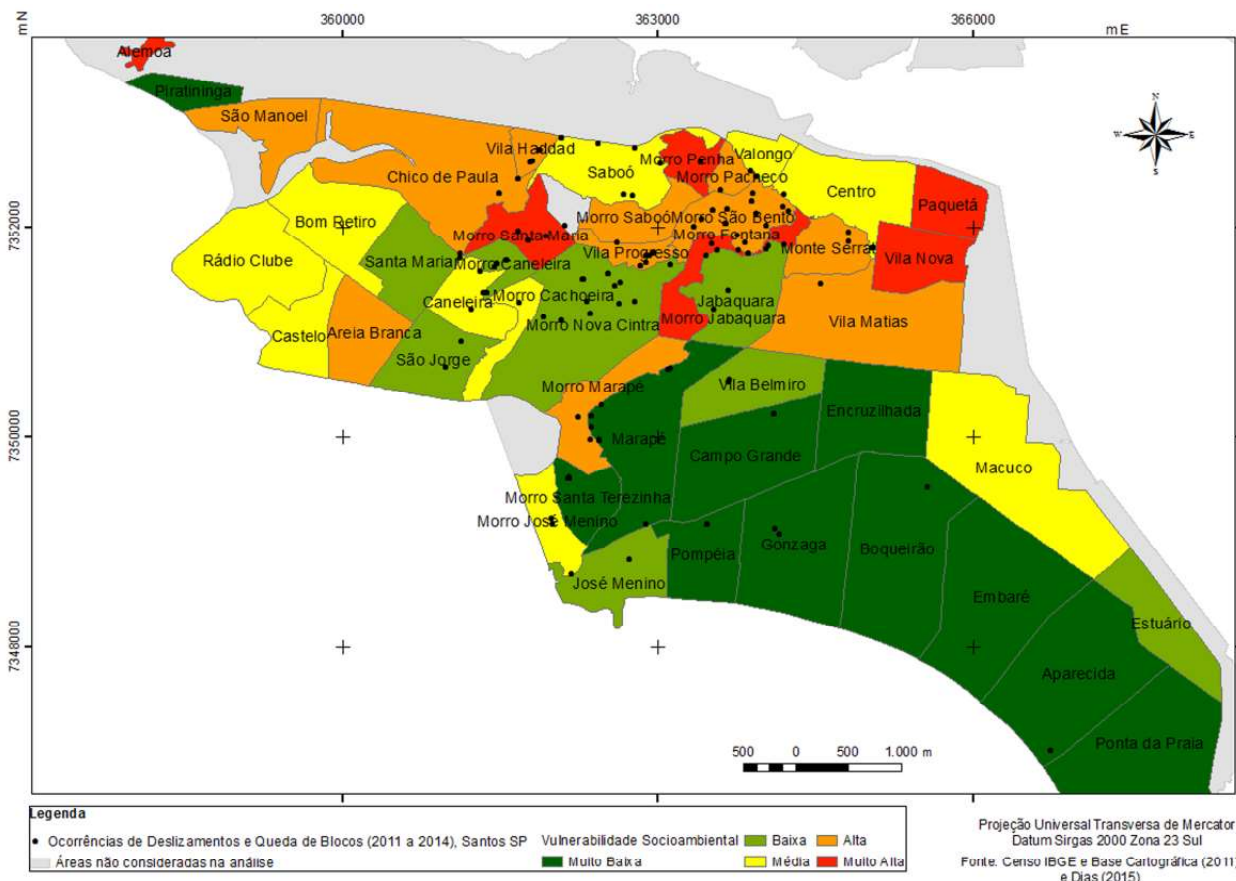 360000 363000 366000
m N m E
Alemoa
Piratininga
São Manoel
Vila Haddad
Morro Penha
Valongo
Saboó
Chico de Paula
Morro Pacheco
Centro
Paquetá
Bom Retiro
Morro Saboó
Morro São Bento
7352000
Morro Santa Maria
Morro Fontana
Vila Progresso
Monte Serrat
Vila Nova
Rádio Clube
Santa Maria
Morro Caneleira
Caneleira
Morro Cachoeira
Jabaquara
Castelo
Areia Branca
Morro Nova Cintra
Morro Jabaquara
Vila Matias
São Jorge
Morro Marapé
Vila Belmiro
Encruzilhada
7350000
Marapé
Campo Grande
Macuco
Morro Santa Terezinha
Morro José Menino
Pompéia
Gonzaga
Boqueirão
José Menino
Embaré
Estuário
7348000
Aparecida
Ponta da Praia
500 0 500 1.000 m
Legenda
Ocorrências de Deslizamentos e Queda de Blocos (2011 a 2014), Santos SP
Áreas não consideradas na análise
Vulnerabilidade Socioambiental
Muito Baixa
Baixa
Média
Alta
Muito Alta
Projeção Universal Transversa de Mercator
Datum Sirgas 2000 Zona 23 Sul
Fonte: Censo IBGE e Base Cartográfica (2011)
e Dias (2015)
N
W E
S